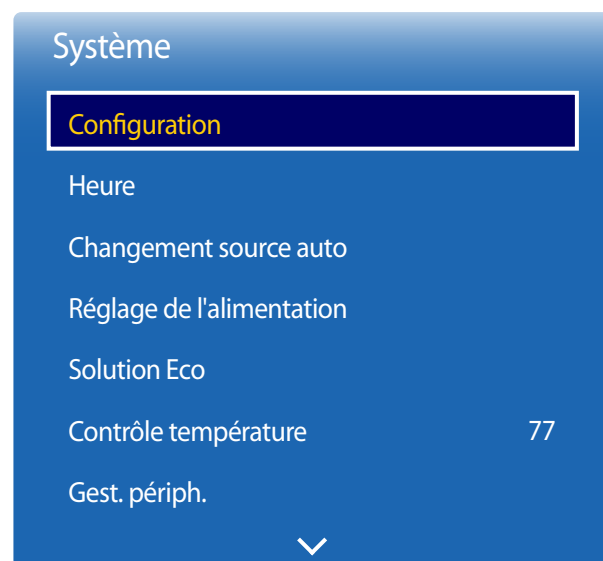 Système
Configuration
Heure
Changement source auto
Réglage de l'alimentation
Solution Eco
Contrôle température 77
Gest. périph.